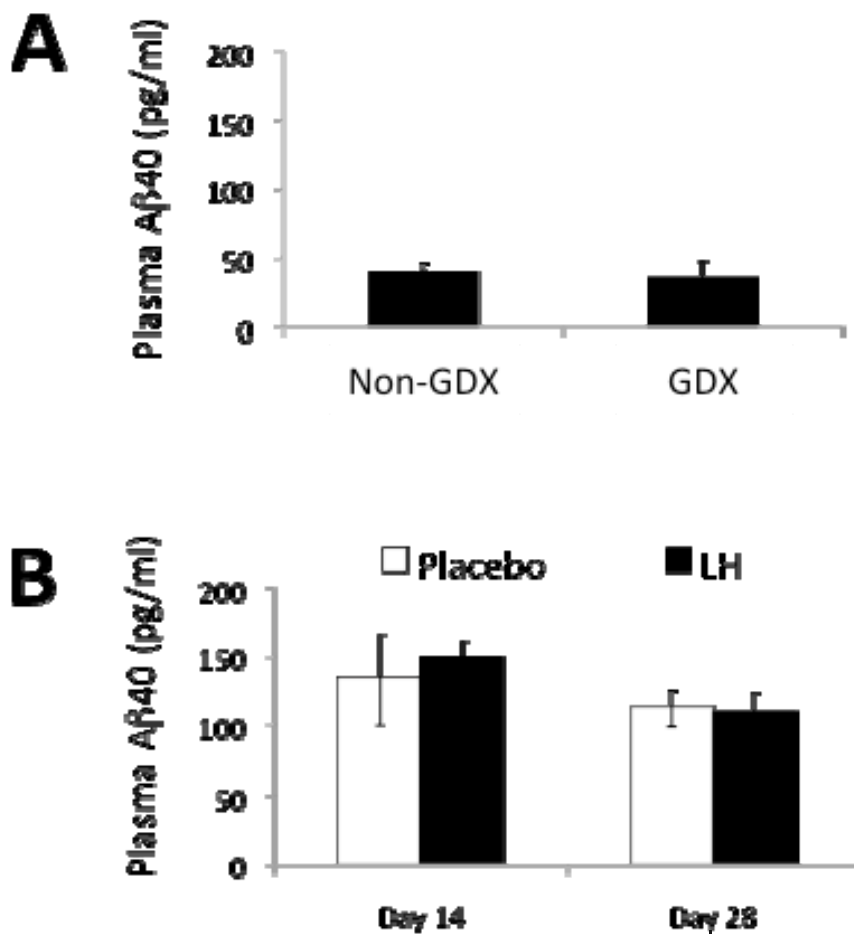 A
Plasma Aβ40 (pg/ml)
200
150
100
50
0
Non-GDX GDX
B
Plasma Aβ40 (pg/ml)
Placebo LH
200
150
100
50
0
Day 14 Day 28